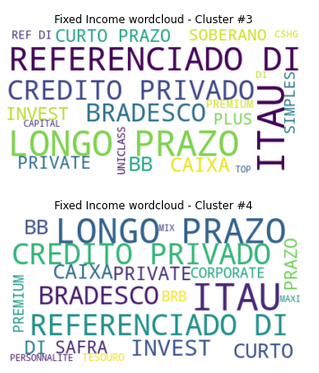 Fixed Income wordcloud - Cluster #3
REF DI CURTO PRAZO SOBERANO CSHG
REFERENCIADO DI
DI
CREDITO PRIVADO
INVEST BRADESCO PREMIUM
PLUS
CAPITAL
LONGO PRAZO
ITAU
SIMPLES
UNICLASS
PRIVATE BB CAIXA TOP
Fixed Income wordcloud - Cluster #4
BB LONGO MIX PRAZO
CREDITO PRIVADO
PRAZO
CAIXA PRIVATE CORPORATE
PREMIUM
BRADESCO BRB ITAU MAXI
REFERENCIADO DI
DI SAFRA INVEST CURTO
PERSONNALITE TESOURO